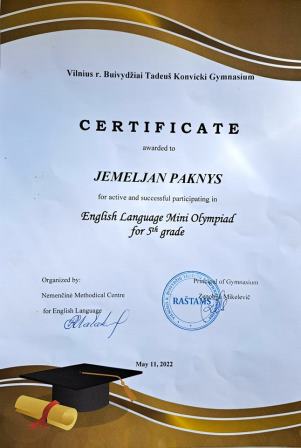 Vilnius r. Buivydžiai Tadeuš Konvicki Gymnasium
CERTIFICATE
awarded to
JEMELJAN PAKNYS
for active and successful participating in
English Language Mini Olympiad
for 5th grade
Organized by:
Nemenčinė Methodical Centre
for English Language
Principal of Gymnasium
Mikelevič
RAŠTAMS
May 11, 2022